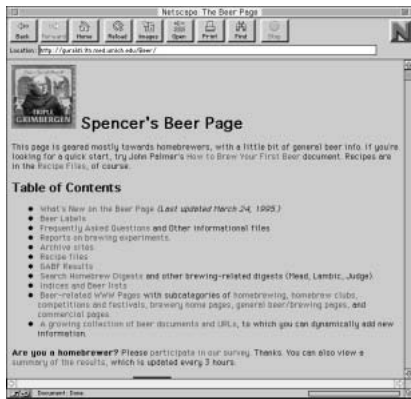 Netscape: The Beer Page
Back Forward Home Reload Images Open Print Find Stop
Location: http://guraldi.itn.med.umich.edu/Beer/
TRIPLE
GRIMBERGEN
Spencer's Beer Page
This page is geared mostly towards homebrewers, with a little bit of general beer info. If you're
looking for a quick start, try John Palmer's How to Brew Your First Beer document. Recipes are
in the Recipe Files, of course.
Table of Contents
What's New on the Beer Page (Last updated March 24, 1995.)
Beer Labels
Frequently Asked Questions and Other informational files
Reports on brewing experiments.
Archive sites
Recipe files
GABF Results
Search Homebrew Digests and other brewing-related digests (Mead, Lambic, Judge).
Indices and Beer lists
Beer-related WWW Pages with subcategories of homebrewing, homebrew clubs,
competitions and festivals, brewery home pages, general beer/brewing pages, and
commercial pages.
A growing collection of beer documents and URLs, to which you can dynamically add new
information.
Are you a homebrewer? Please participate in our survey. Thanks. You can also view a
summary of the results, which is updated every 3 hours.
Document: Done.